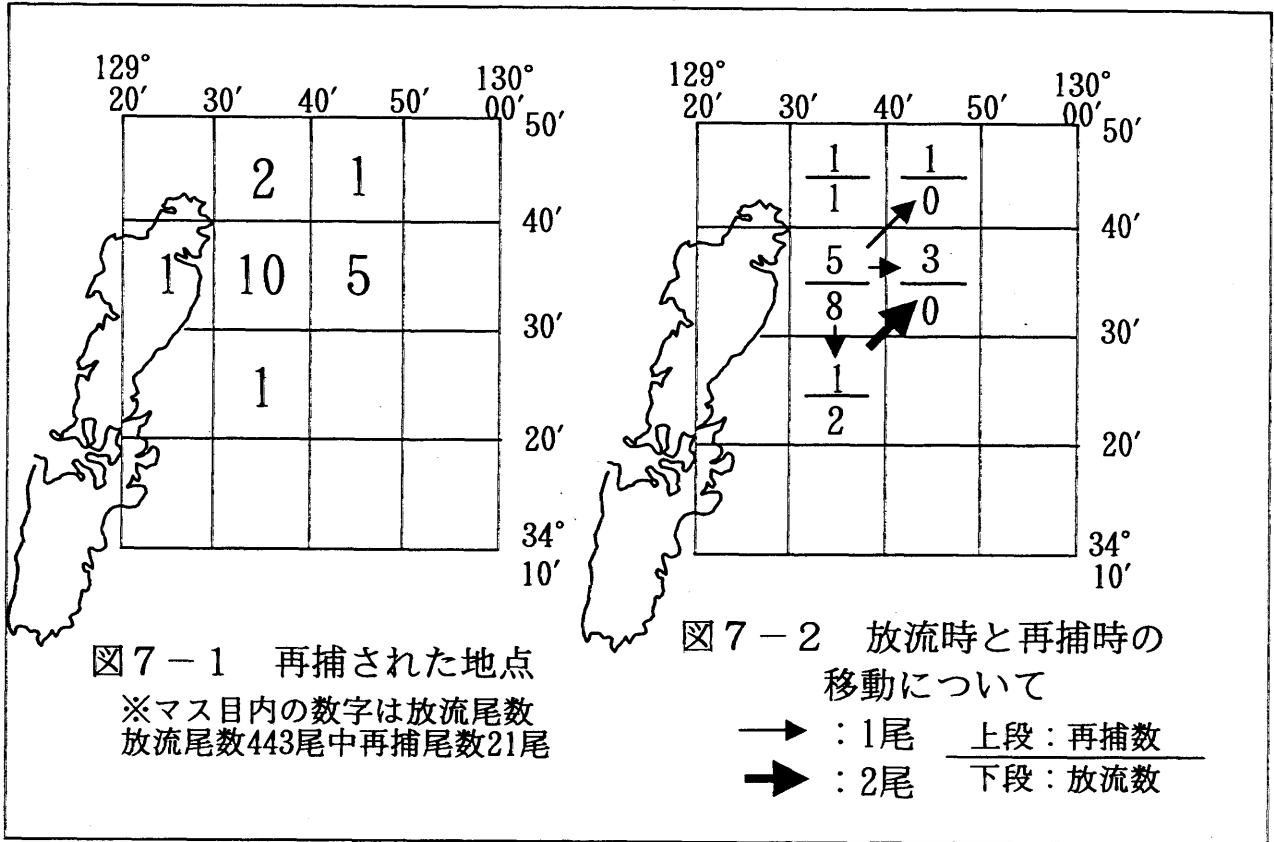 129°
20′ 30′ 40′ 50′ 130°
00′
50′
2 1
40′
1 10 5
30′
1
20′
34°
10′
図7－1 再捕された地点
※マス目内の数字は放流尾数
放流尾数443尾中再捕尾数21尾
129°
20′ 30′ 40′ 50′ 130°
00′
50′
1 1
1 0
40′
5 3
8 0
30′
1
2
20′
34°
10′
図7－2 放流時と再捕時の
移動について
：1尾 上段：再捕数
：2尾 下段：放流数